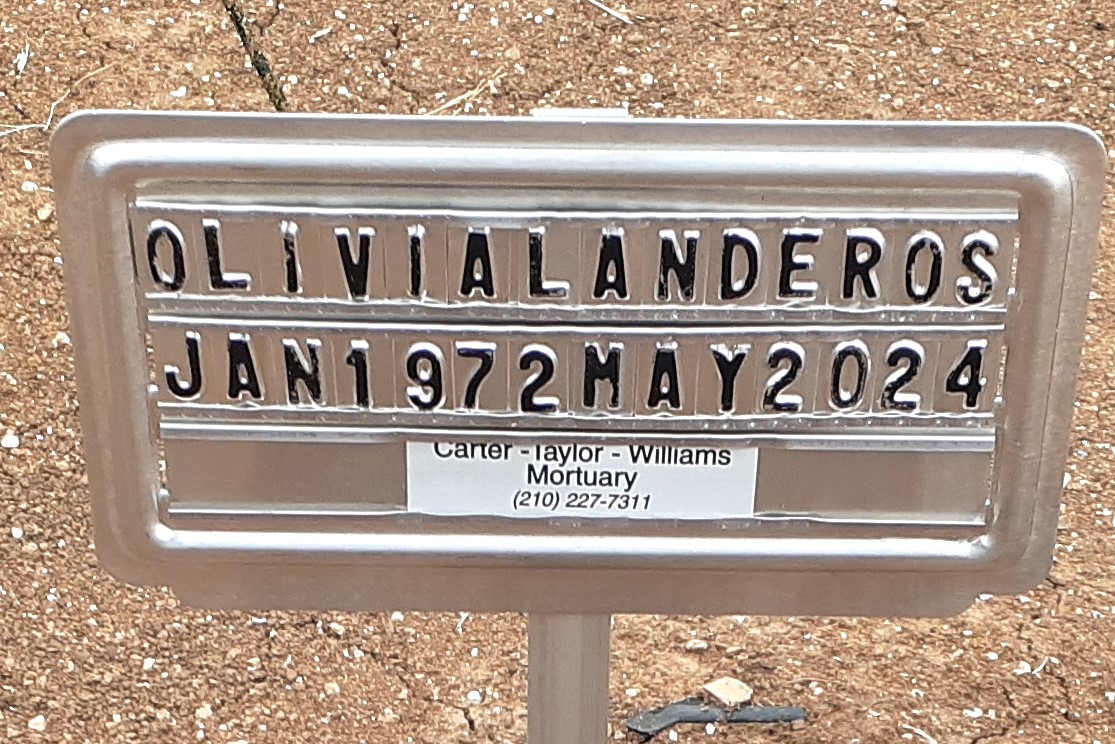 OLIVIALANDEROS
JAN1972MAY2024
Carter -Taylor - Williams
Mortuary
(210) 227-7311